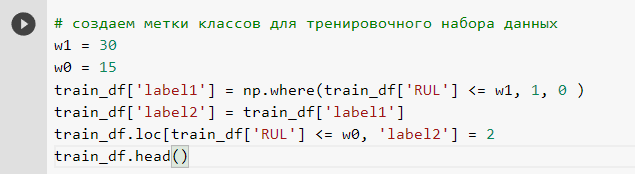 # создаем метки классов для тренировочного набора данных
w1 = 30
w0 = 15
train_df['label1'] = np.where(train_df['RUL'] <= w1, 1, 0 )
train_df['label2'] = train_df['label1']
train_df.loc[train_df['RUL'] <= w0, 'label2'] = 2
train_df.head()